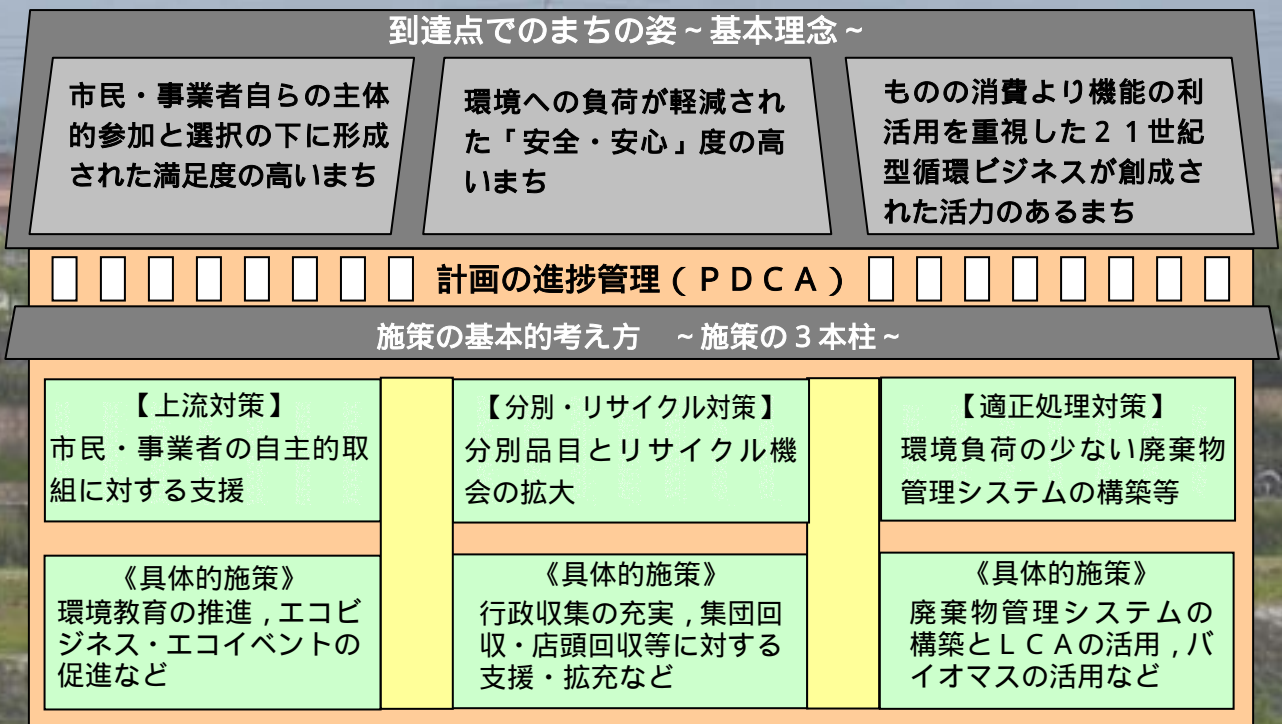 到達点でのまちの姿~基本理念~
市民・事業者自らの主体
的参加と選択の下に形成
された満足度の高いまち
環境への負荷が軽減され
た「安全・安心」度の高
いまち
ものの消費より機能の利
活用を重視した２１世紀
型循環ビジネスが創成さ
れた活力のあるまち
計画の進捗管理（ＰＤＣＡ）
施策の基本的考え方　~施策の３本柱~
【上流対策】
市民・事業者の自主的取
組に対する支援
【分別・リサイクル対策】
分別品目とリサイクル機
会の拡大
【適正処理対策】
環境負荷の少ない廃棄物
管理システムの構築等
《具体的施策》
環境教育の推進，エコビ
ジネス・エコイベントの
促進など
《具体的施策》
行政収集の充実，集団回
収・店頭回収等に対する
支援・拡充など
《具体的施策》
廃棄物管理システムの
構築とＬＣＡの活用，バ
イオマスの活用など